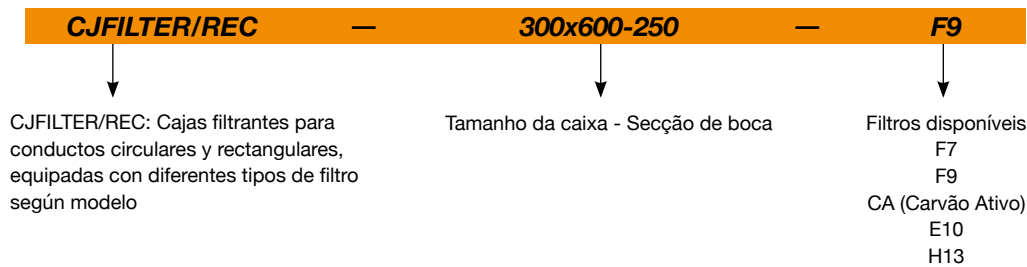 CJFILTER/REC — 300x600-250 — F9
CJFILTER/REC: Cajas filtrantes para
conductos circulares y rectangulares,
equipadas con diferentes tipos de filtro
según modelo
Tamanho da caixa - Secção de boca
Filtros disponíveis
F7
F9
CA (Carvão Ativo)
E10
H13